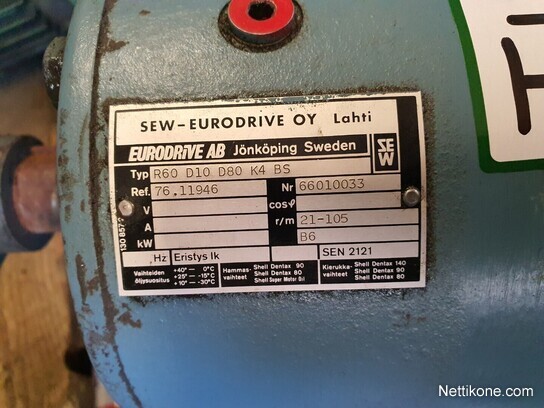 SEW-EURODRIVE OY Lahti
EURODRIVE AB Jönköping Sweden
SEW
Typ R60 D10 D80 K4 BS
Ref. 76.11946 Nr 66010033
V cosφ
A r/m 21-105
kW B6
Hz Eristys lk SEN 2121
Vaihteiden öljysuositus
+40° — 0°C
+25° — -15°C
+10° — -30°C
Hammas-vaihteet
Shell Dentax 90
Shell Dentax 80
Shell Super Motor Oil
Kierukka-vaihteet
Shell Dentax 140
Shell Dentax 90
Shell Dentax 80
130 857
Nettikone.com